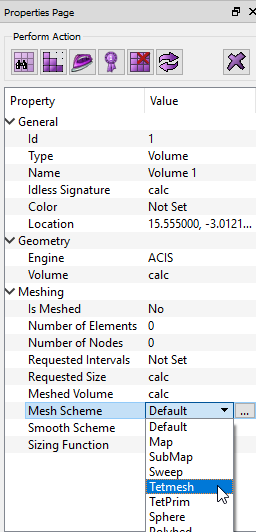 Properties Page
Perform Action
Property Value
General
Id 1
Type Volume
Name Volume 1
Idless Signature calc
Color Not Set
Location 15.555000, -3.0121...
Geometry
Engine ACIS
Volume calc
Meshing
Is Meshed No
Number of Elements 0
Number of Nodes 0
Requested Intervals Not Set
Requested Size calc
Meshed Volume calc
Mesh Scheme Default ...
Smooth Scheme Default
Sizing Function Map
SubMap
Sweep
Tetmesh
TetPrim
Sphere
Polyhed